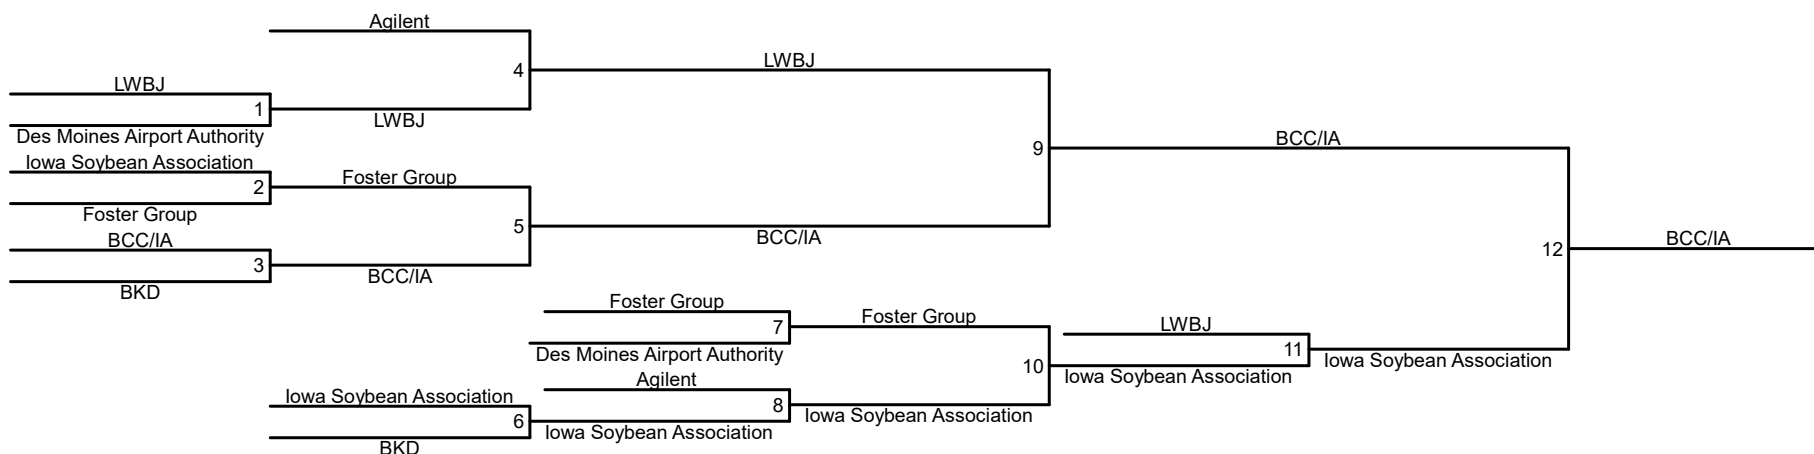 Agilent
4
LWBJ
LWBJ
1
LWBJ
Des Moines Airport Authority
9
BCC/IA
Iowa Soybean Association
2
Foster Group
Foster Group
5
BCC/IA
BCC/IA
3
BCC/IA
BKD
12
BCC/IA
Foster Group
7
Foster Group
Des Moines Airport Authority
LWBJ
11
Iowa Soybean Association
10
Iowa Soybean Association
Agilent
8
Iowa Soybean Association
Iowa Soybean Association
6
Iowa Soybean Association
BKD